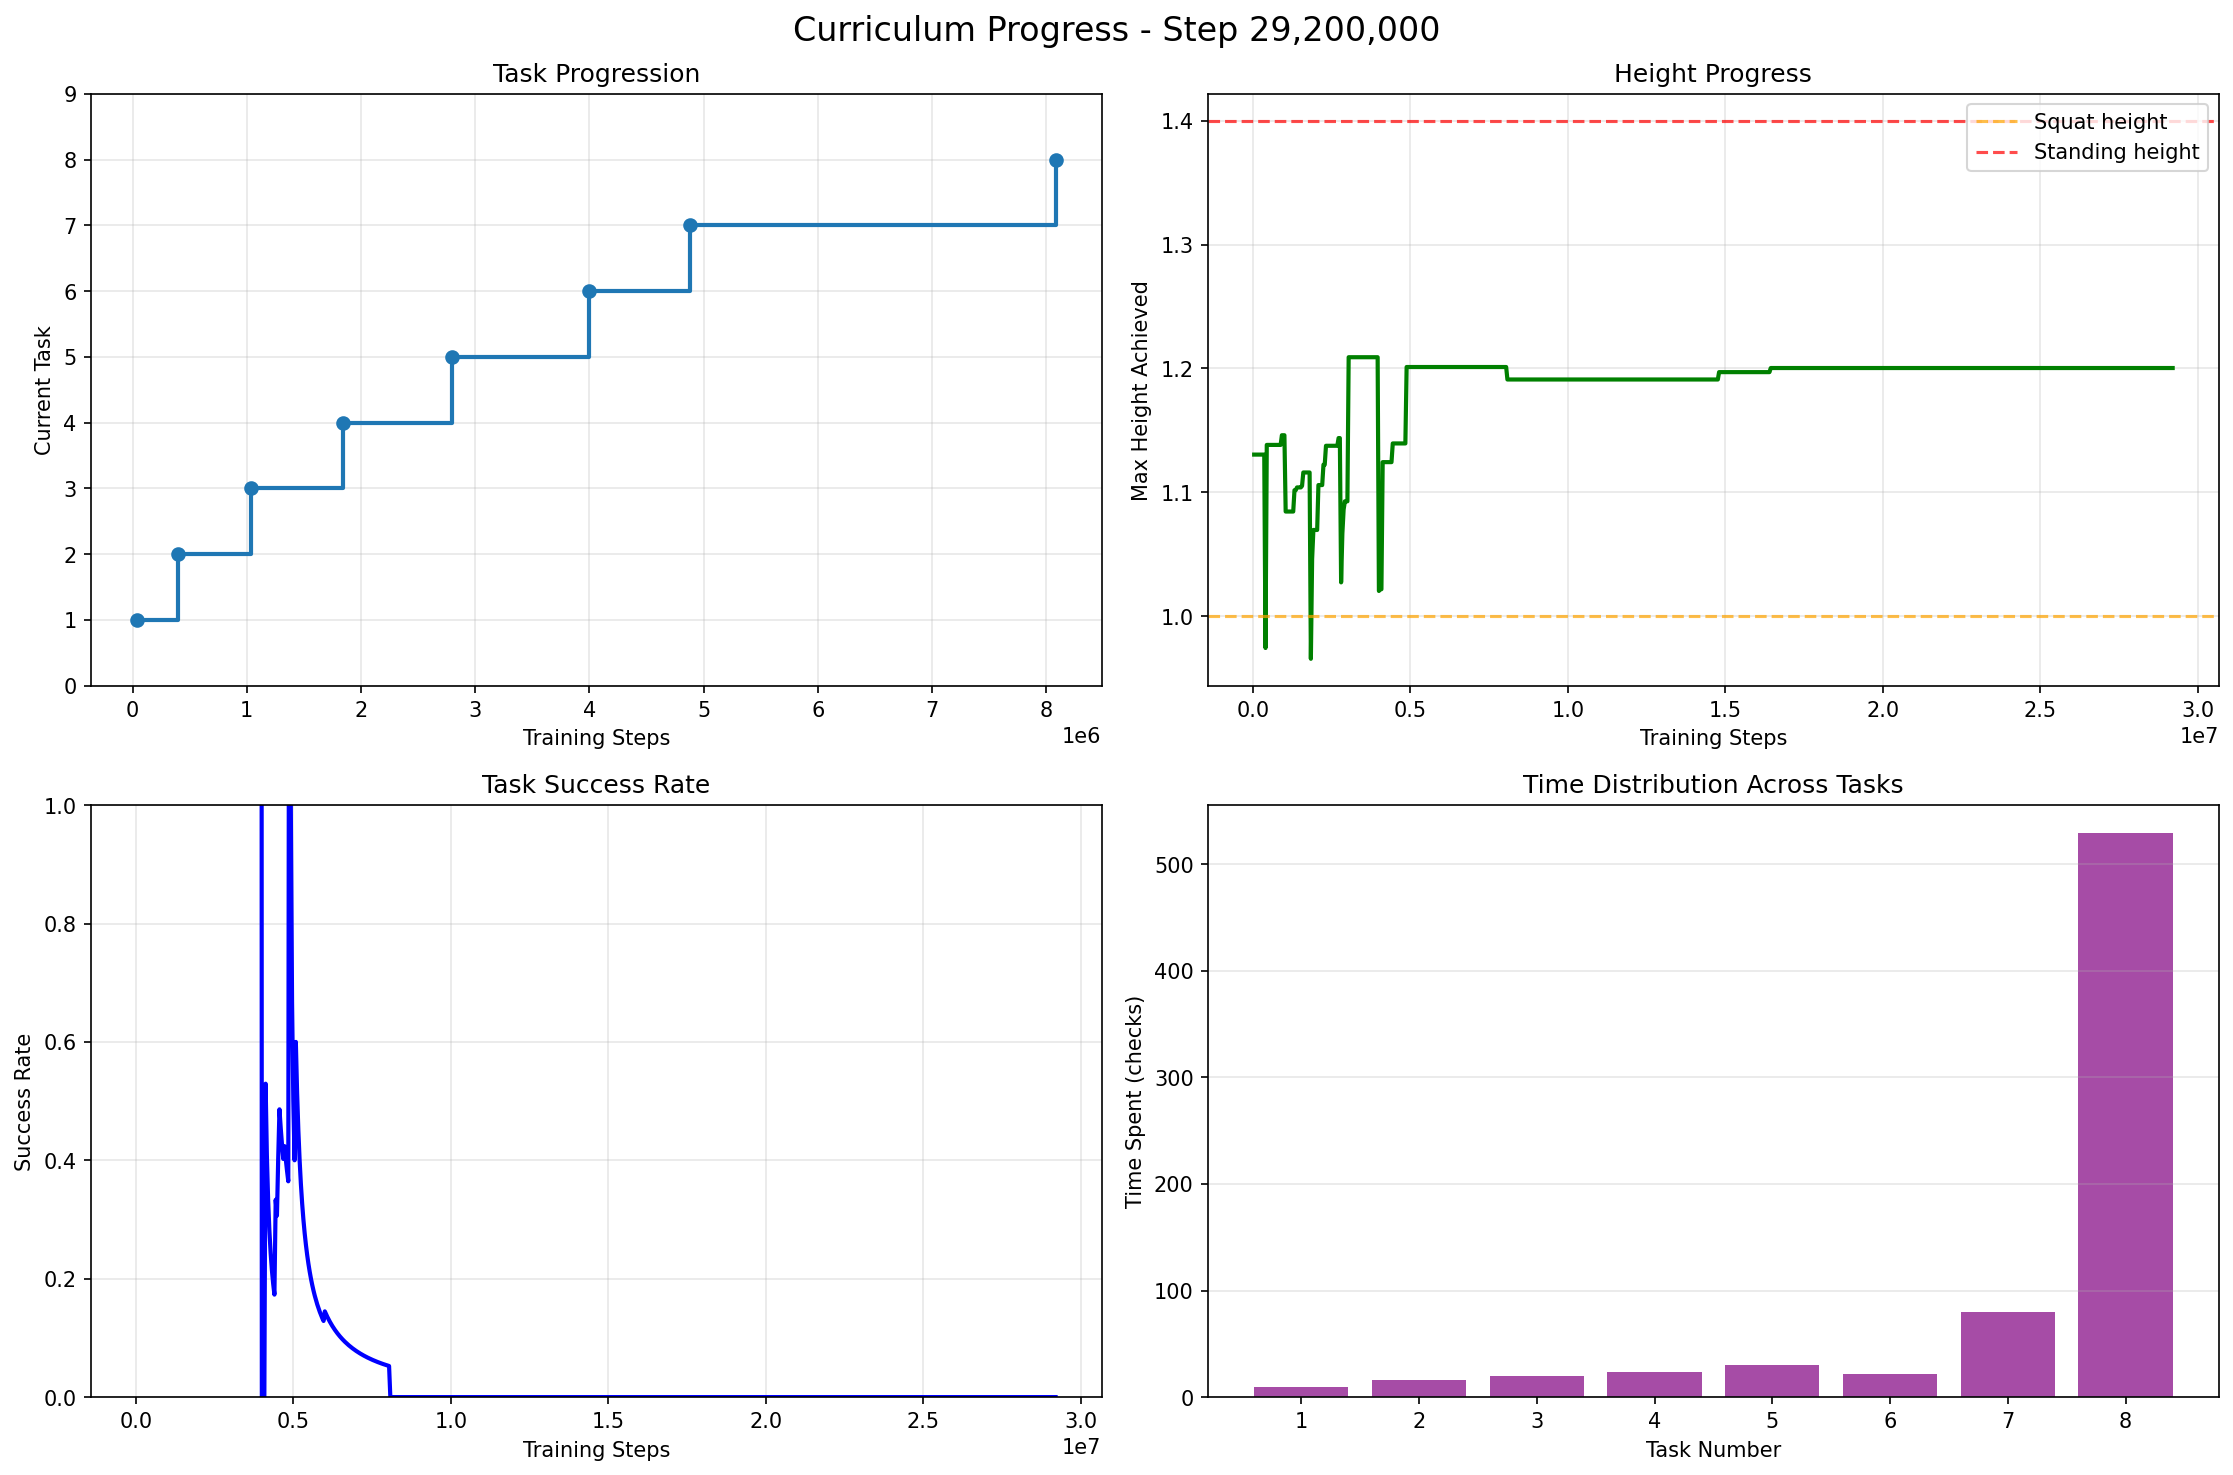 Curriculum Progress - Step 29,200,000
Task Progression
Current Task
9
8
7
6
5
4
3
2
1
0
0 1 2 3 4 5 6 7 8
1e6
Training Steps
Height Progress
Max Height Achieved
1.4
1.3
1.2
1.1
1.0
Squat height
Standing height
0.0 0.5 1.0 1.5 2.0 2.5 3.0
1e7
Training Steps
Task Success Rate
Success Rate
1.0
0.8
0.6
0.4
0.2
0.0
0.0 0.5 1.0 1.5 2.0 2.5 3.0
1e7
Training Steps
Time Distribution Across Tasks
Time Spent (checks)
500
400
300
200
100
0
1 2 3 4 5 6 7 8
Task Number